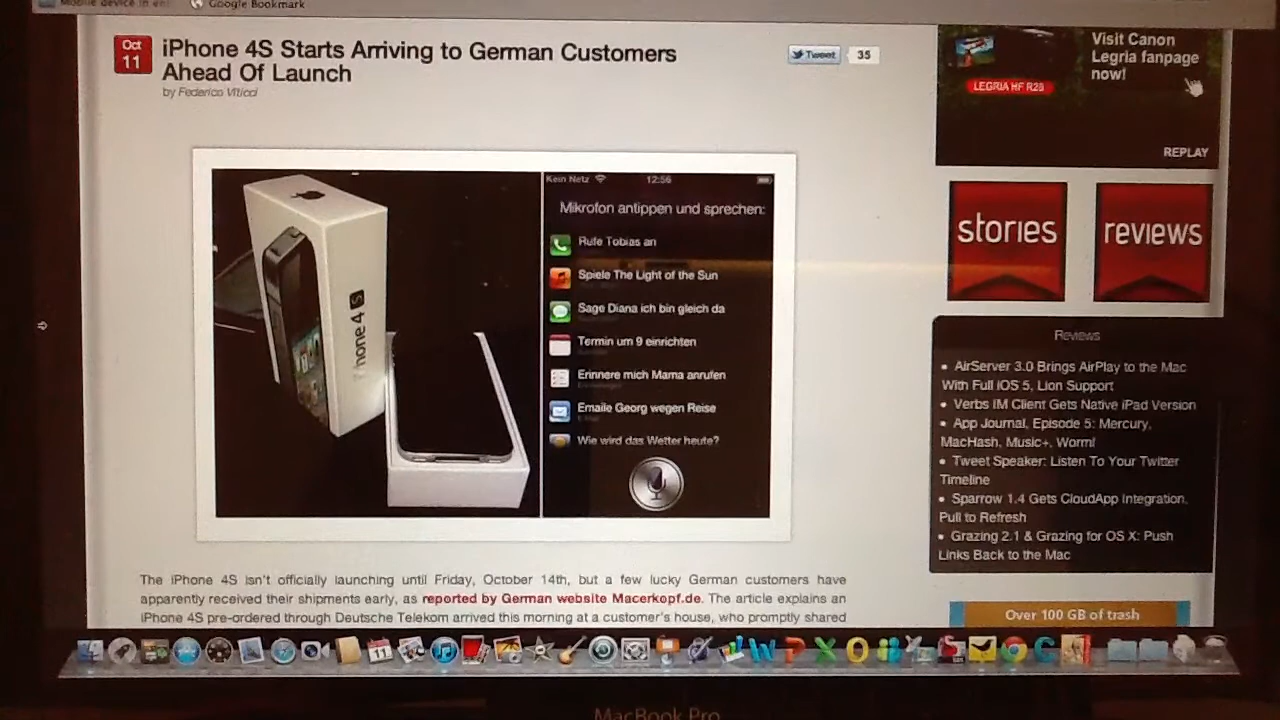 Mobile device in en
Google Bookmark
Oct
11
iPhone 4S Starts Arriving to German Customers
Ahead Of Launch
by Federico Viticci
Tweet
35
Visit Canon
Legria fanpage
now!
LEGRIA HF R28
REPLAY
iPhone 4S
Kein Netz
12:56
Mikrofon antippen und sprechen:
Rufe Tobias an
Spiele The Light of the Sun
Sage Diana ich bin gleich da
Termin um 9 einrichten
Erinnere mich Mama anrufen
Emaile Georg wegen Reise
Wie wird das Wetter heute?
stories
reviews
Reviews
• AirServer 3.0 Brings AirPlay to the Mac
With Full iOS 5, Lion Support
• Verbs IM Client Gets Native iPad Version
• App Journal, Episode 5: Mercury,
MacHash, Music+, Worm!
• Tweet Speaker: Listen To Your Twitter
Timeline
• Sparrow 1.4 Gets CloudApp Integration,
Pull to Refresh
• Grazing 2.1 & Grazing for OS X: Push
Links Back to the Mac
Over 100 GB of trash
The iPhone 4S isn't officially launching until Friday, October 14th, but a few lucky German customers have
apparently received their shipments early, as reported by German website Macerkopf.de. The article explains an
iPhone 4S pre-ordered through Deutsche Telekom arrived this morning at a customer's house, who promptly shared
11
MacBook Pro